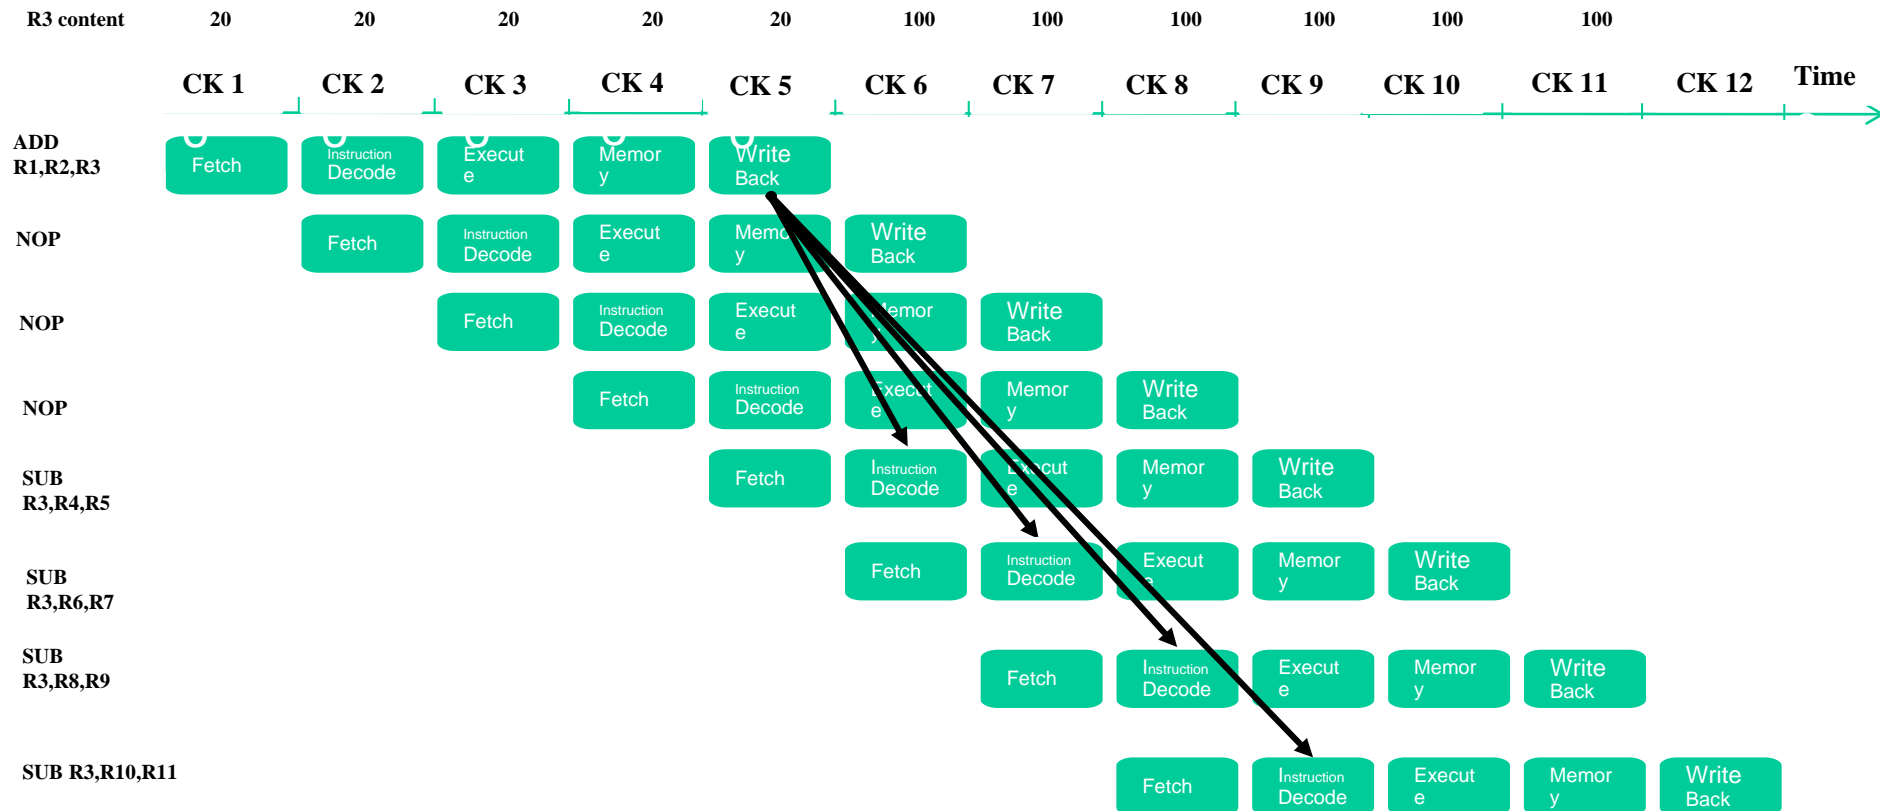 R3 content 20 20 20 20 20 100 100 100 100 100 100
CK 1 CK 2 CK 3 CK 4 CK 5 CK 6 CK 7 CK 8 CK 9 CK 10 CK 11 CK 12 Time
ADD
R1,R2,R3
Fetch
Instruction
Decode
Execut
e
Memor
y
Write
Back
NOP
Fetch
Instruction
Decode
Execut
e
Memor
y
Write
Back
NOP
Fetch
Instruction
Decode
Execut
e
Memor
y
Write
Back
NOP
Fetch
Instruction
Decode
Execut
e
Memor
y
Write
Back
SUB
R3,R4,R5
Fetch
Instruction
Decode
Execut
e
Memor
y
Write
Back
SUB
R3,R6,R7
Fetch
Instruction
Decode
Execut
e
Memor
y
Write
Back
SUB
R3,R8,R9
Fetch
Instruction
Decode
Execut
e
Memor
y
Write
Back
SUB R3,R10,R11
Fetch
Instruction
Decode
Execut
e
Memor
y
Write
Back